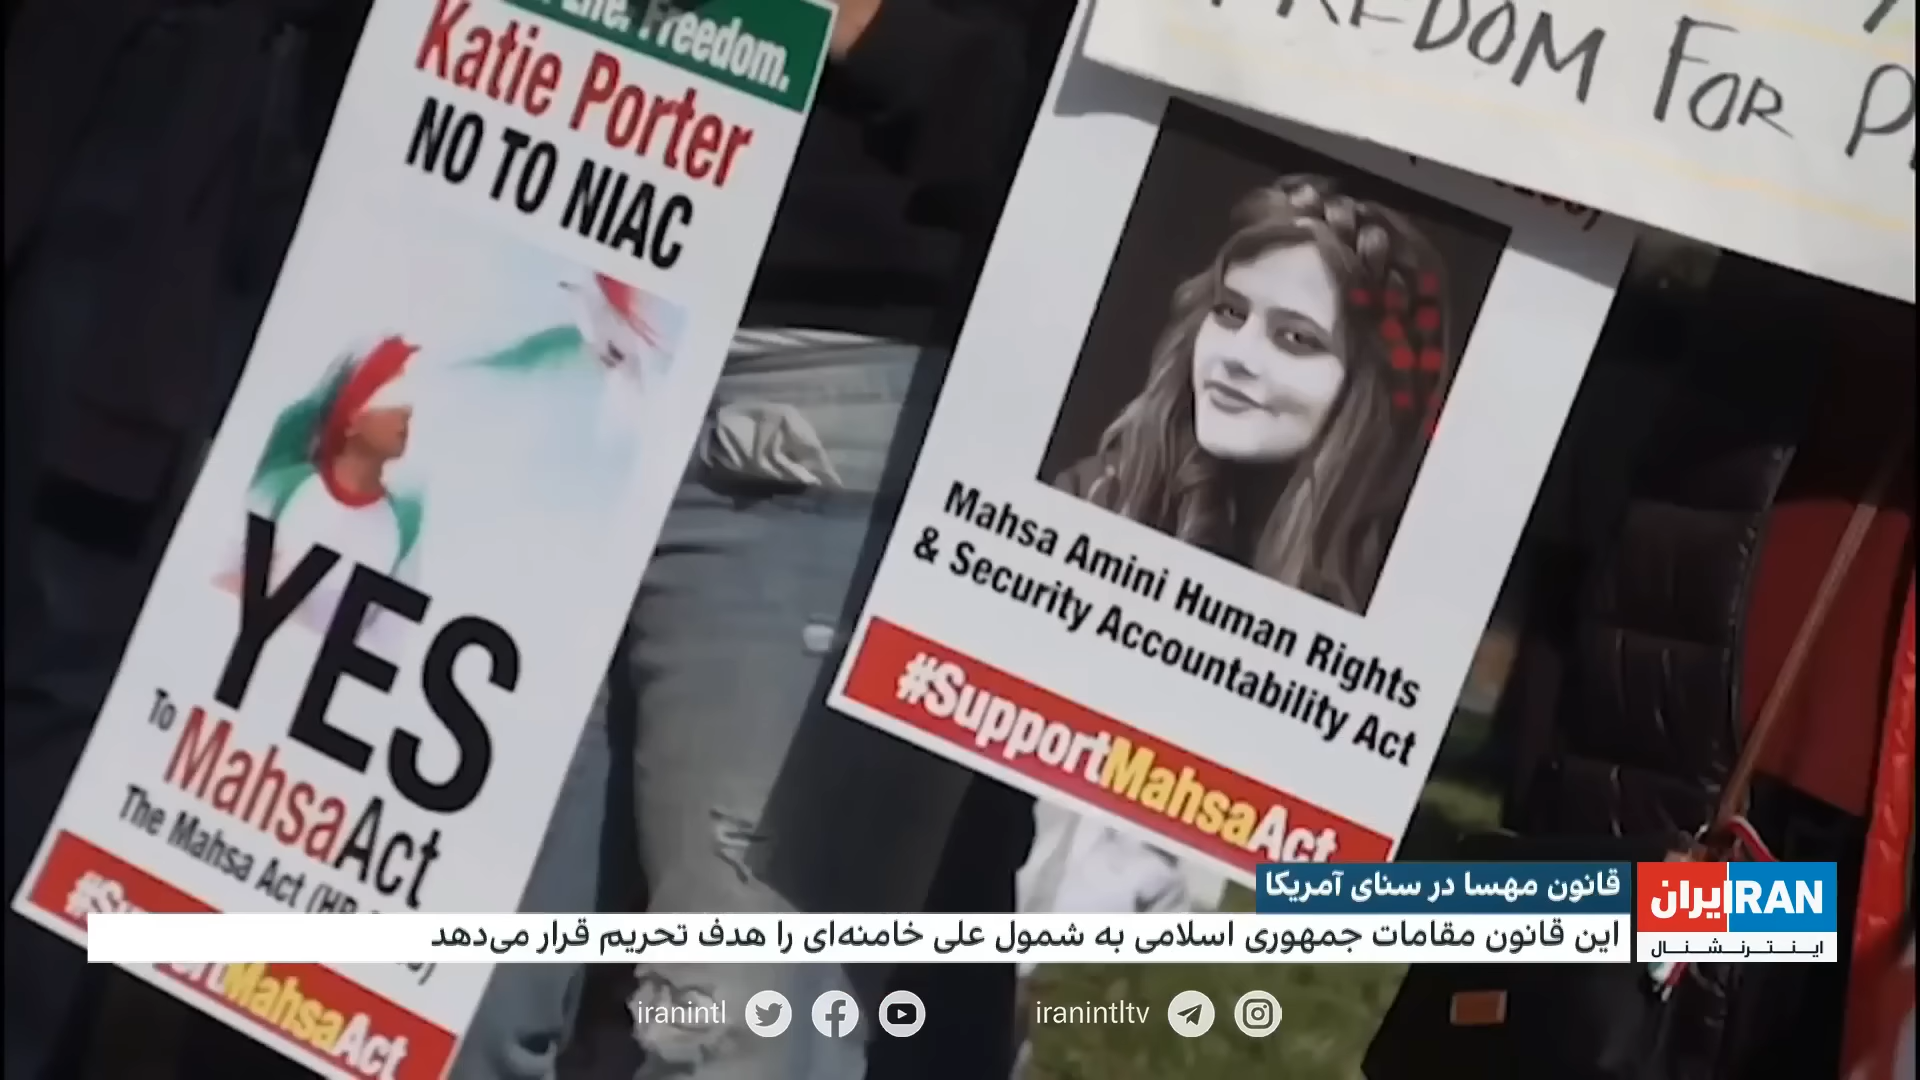 Life. Freedom.
Katie Porter
NO TO NIAC
YES
To MahsaAct
The Mahsa Act (HR
MahsaAct
FREEDOM FOR
Mahsa Amini Human Rights
& Security Accountability Act
#SupportMahsaAct
قانون مهسا در سنای آمریکا
این قانون مقامات جمهوری اسلامی به شمول علی خامنه‌ای را هدف تحریم قرار می‌دهد
ایران IRAN
اینترنشنال
iranintl
iranintltv